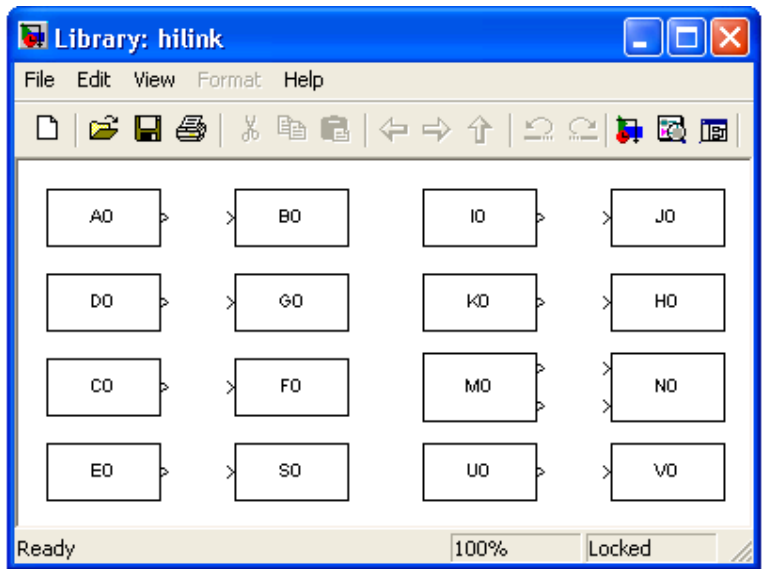 Library: hilink
File Edit View Format Help
A0 B0 I0 J0
D0 G0 K0 H0
C0 F0 M0 N0
E0 S0 U0 V0
Ready 100% Locked